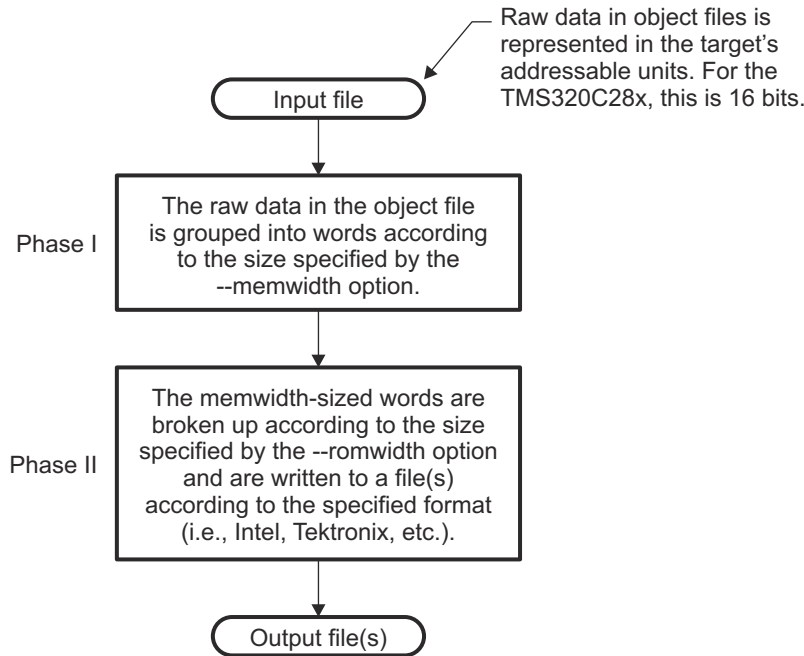 Raw data in object files is
represented in the target's
addressable units. For the
TMS320C28x, this is 16 bits.
Input file
Phase I
The raw data in the object file
is grouped into words according
to the size specified by the
--memwidth option.
Phase II
The memwidth-sized words are
broken up according to the size
specified by the --romwidth option
and are written to a file(s)
according to the specified format
(i.e., Intel, Tektronix, etc.).
Output file(s)